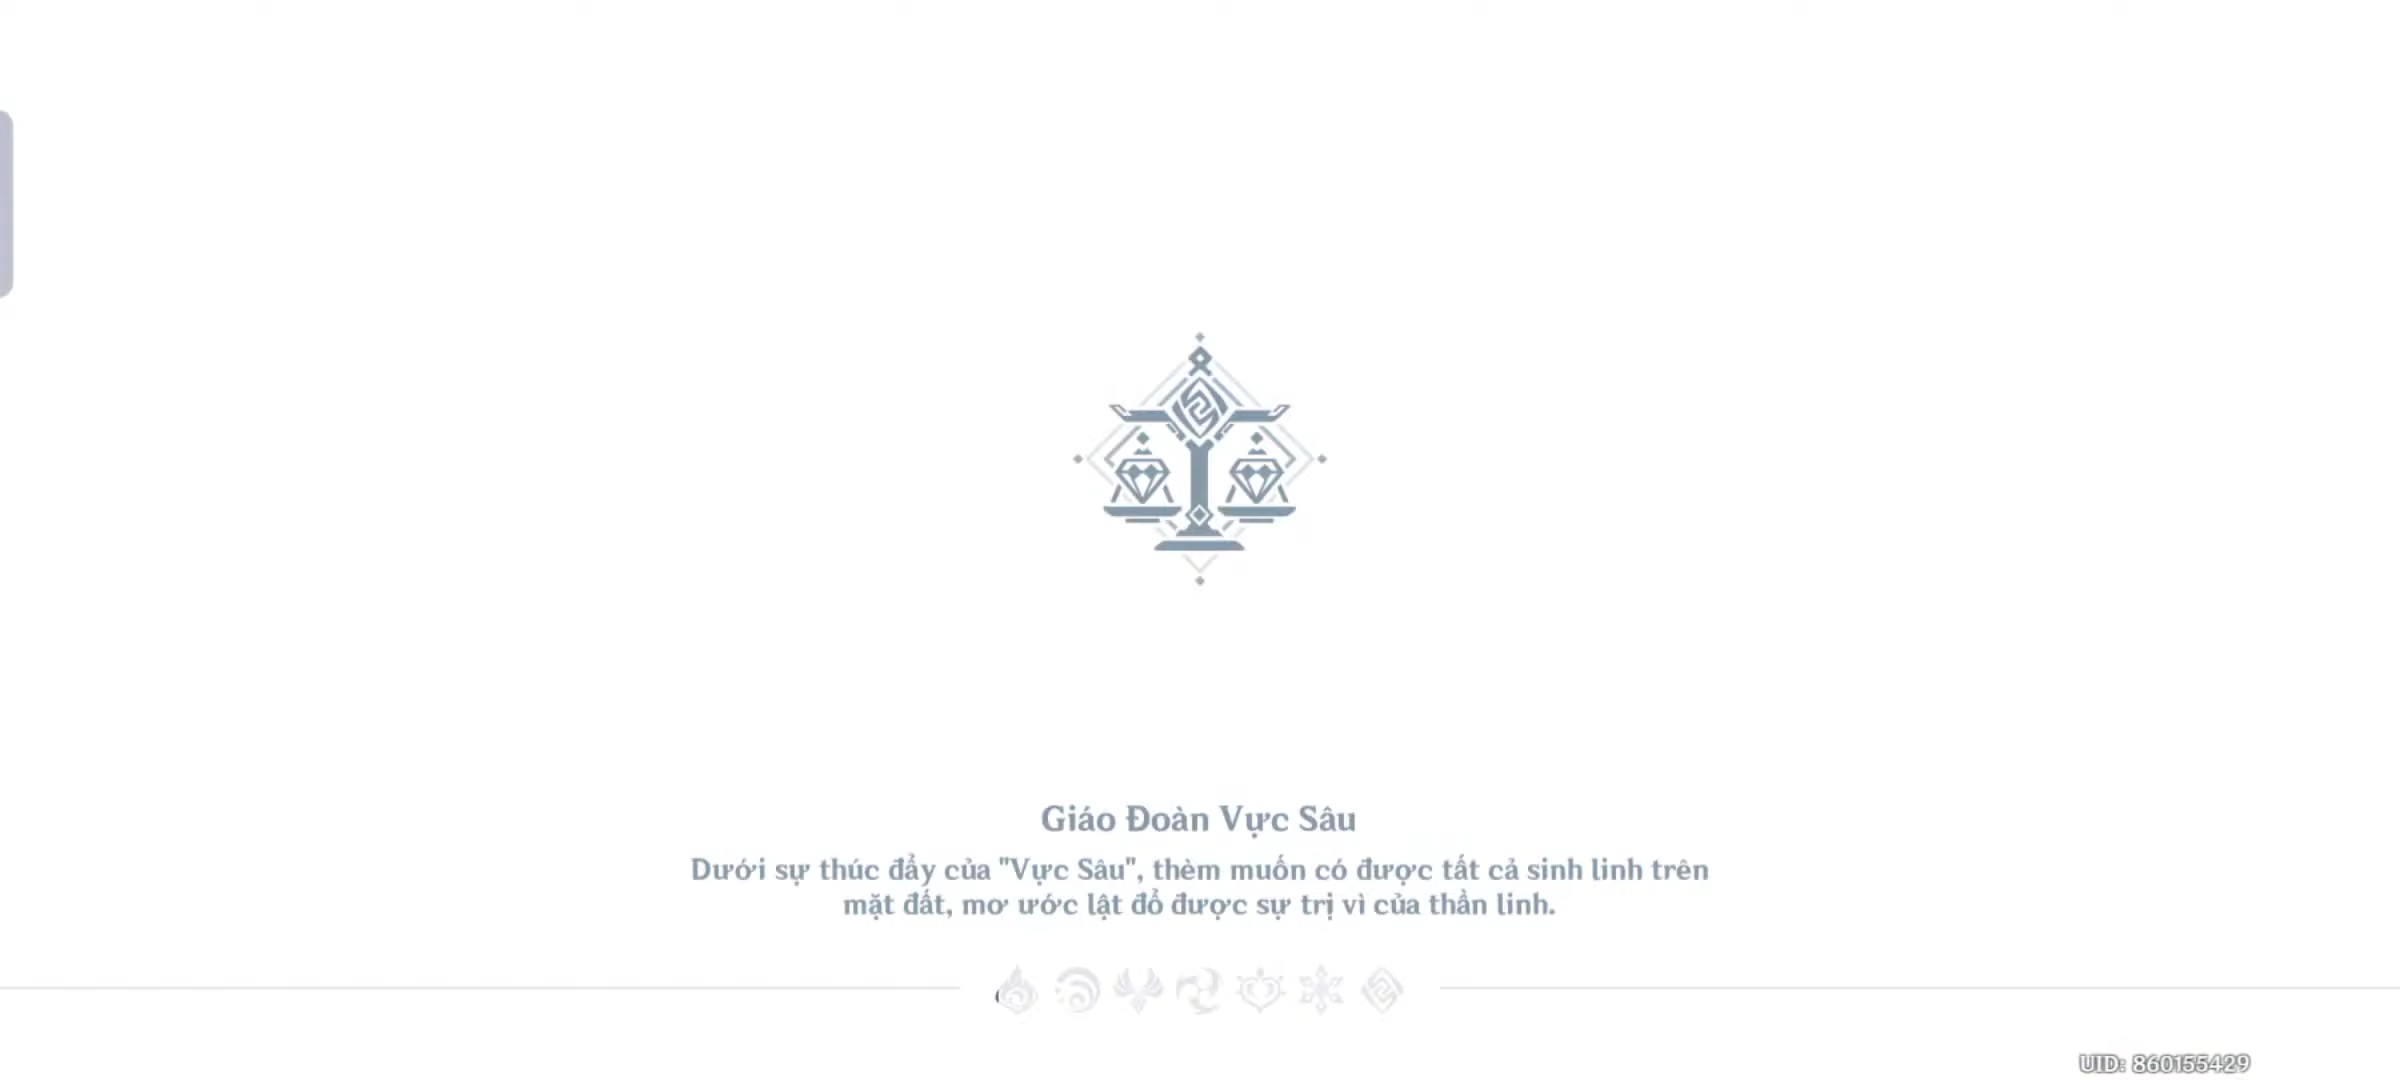 Giáo Đoàn Vực Sâu
Dưới sự thúc đẩy của "Vực Sâu", thèm muốn có được tất cả sinh linh trên
mặt đất, mơ ước lật đổ được sự trị vì của thần linh.
UID: 860155429